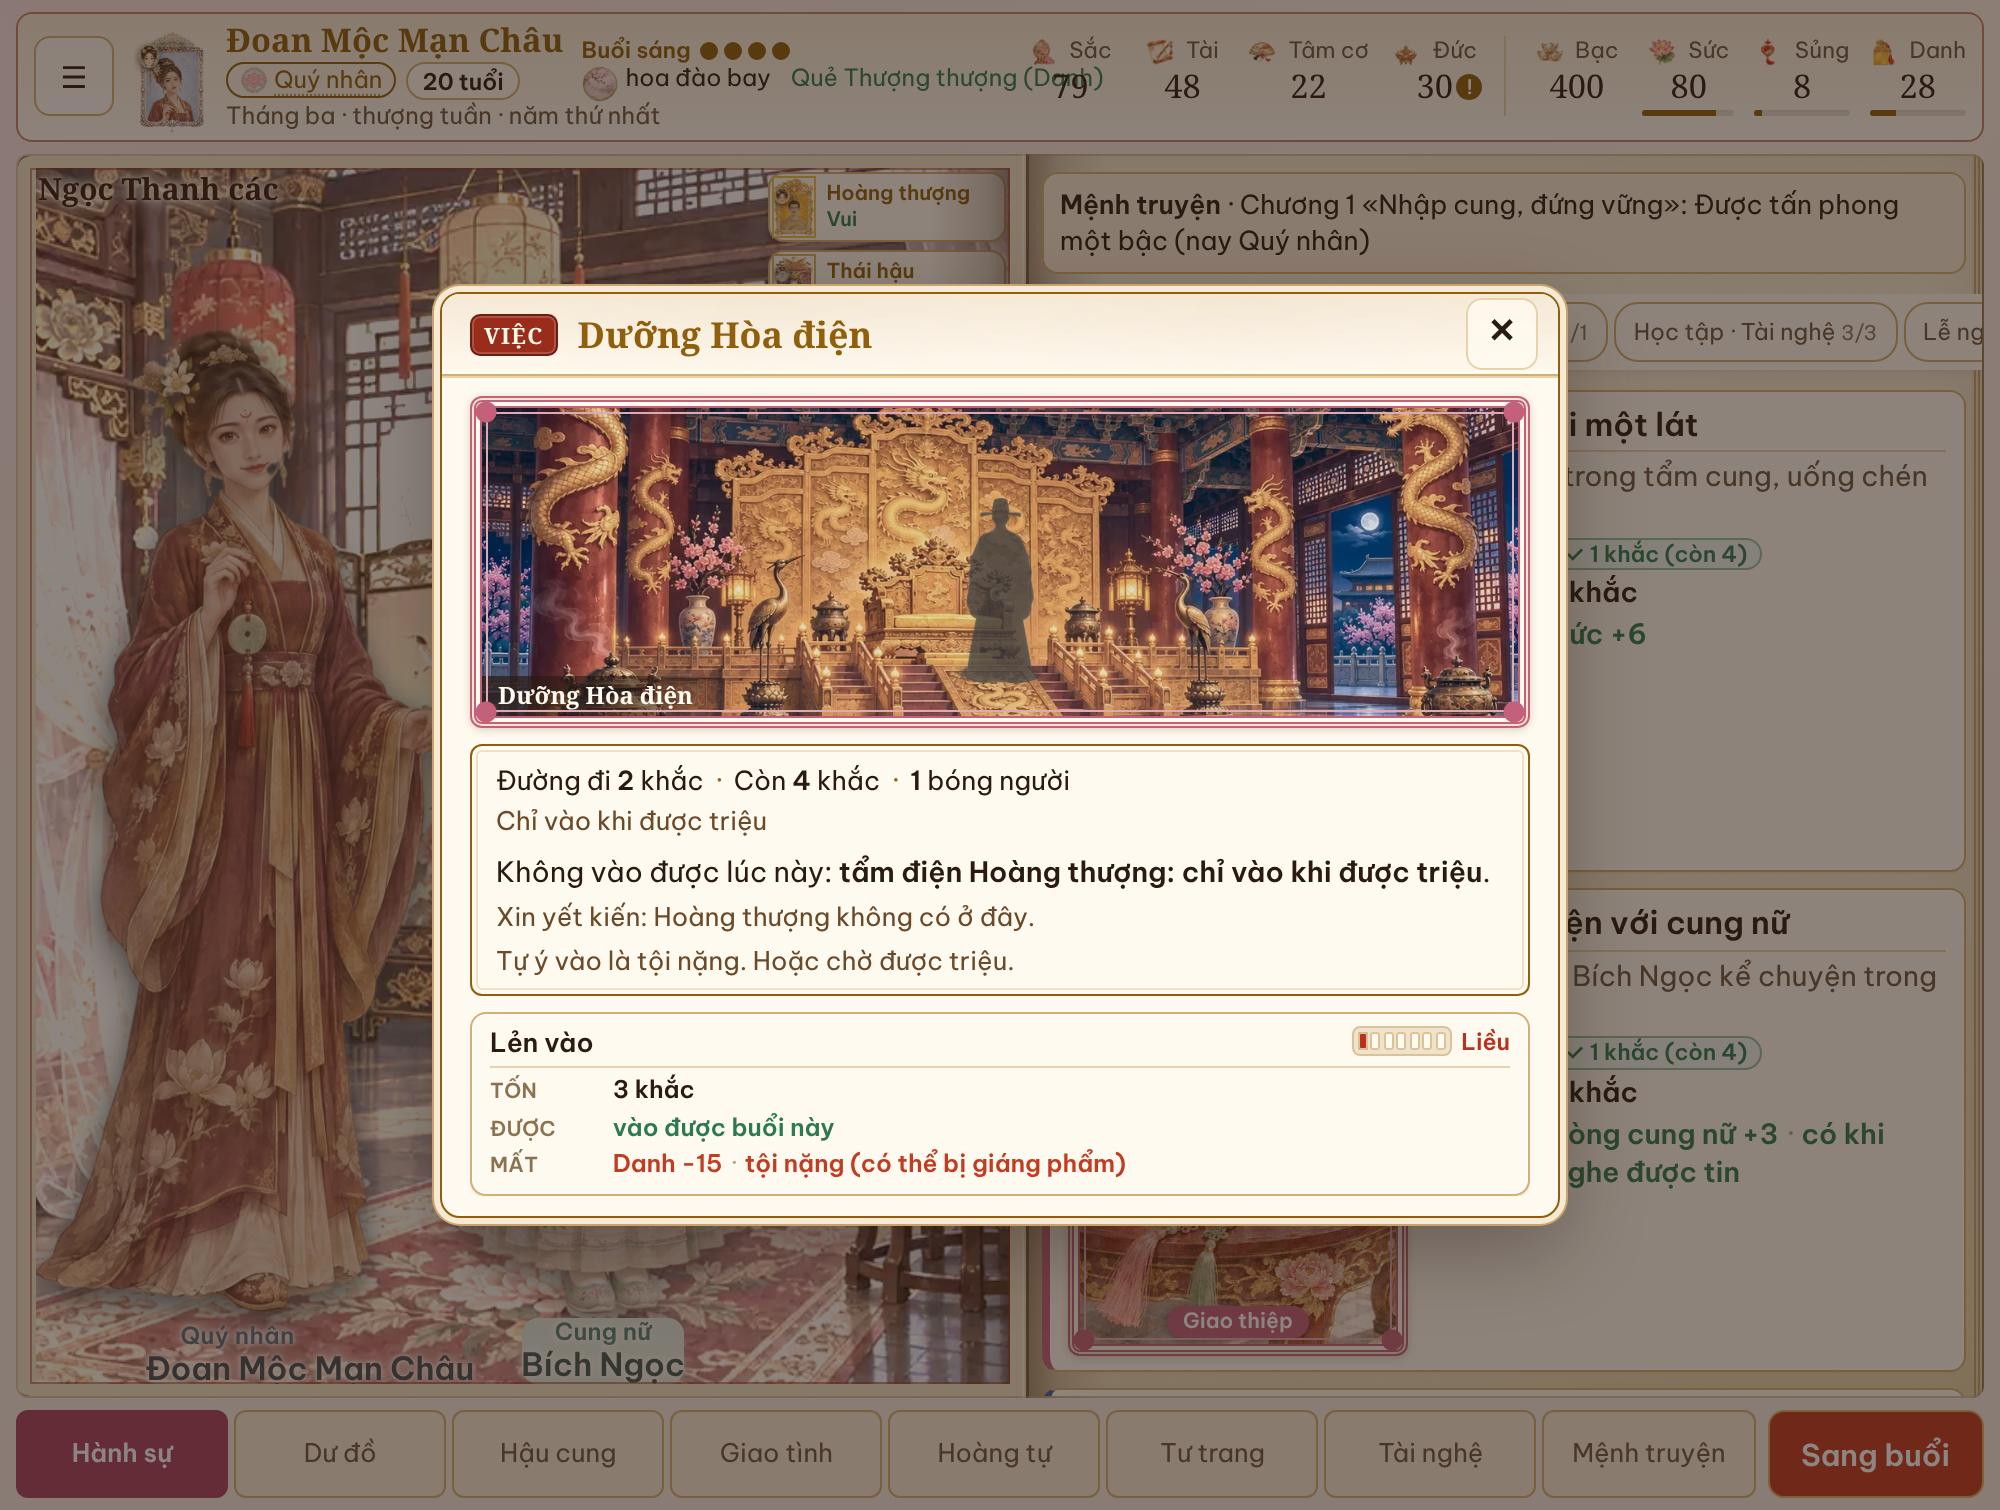 Đoan Mộc Mạn Châu
Quý nhân
20 tuổi
Tháng ba · thượng tuần · năm thứ nhất
Buổi sáng
hoa đào bay
Quẻ Thượng thượng (Danh)
Sắc
79
Tài
48
Tâm cơ
22
Đức
30
Bạc
400
Sức
80
Sủng
8
Danh
28
Ngọc Thanh các
Hoàng thượng
Vui
Thái hậu
Mệnh truyện · Chương 1 «Nhập cung, đứng vững»: Được tấn phong
một bậc (nay Quý nhân)
/1
Học tập · Tài nghệ 3/3
Lễ ng
VIỆC
Dưỡng Hòa điện
✕
Dưỡng Hòa điện
Đường đi 2 khắc · Còn 4 khắc · 1 bóng người
Chỉ vào khi được triệu
Không vào được lúc này: tẩm điện Hoàng thượng: chỉ vào khi được triệu.
Xin yết kiến: Hoàng thượng không có ở đây.
Tự ý vào là tội nặng. Hoặc chờ được triệu.
Lẻn vào
Liều
TỐN 3 khắc
ĐƯỢC vào được buổi này
MẤT Danh -15 · tội nặng (có thể bị giáng phẩm)
i một lát
trong tẩm cung, uống chén
✓ 1 khắc (còn 4)
khắc
ức +6
ện với cung nữ
Bích Ngọc kể chuyện trong
✓ 1 khắc (còn 4)
khắc
òng cung nữ +3 · có khi
ghe được tin
Giao thiệp
Quý nhân
Đoan Mộc Mạn Châu
Cung nữ
Bích Ngọc
Hành sự
Dư đồ
Hậu cung
Giao tình
Hoàng tự
Tư trang
Tài nghệ
Mệnh truyện
Sang buổi